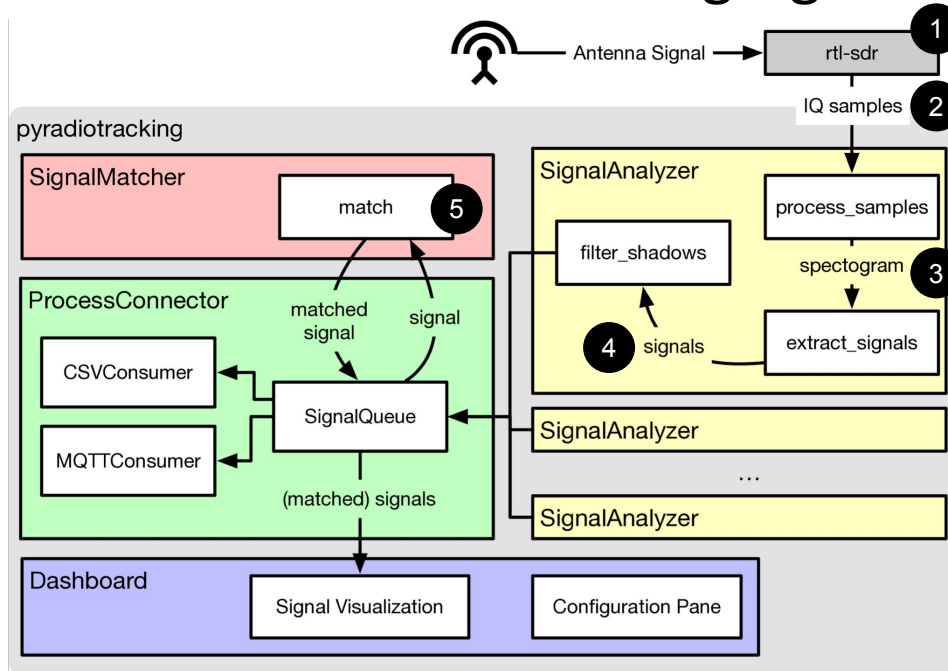 1
Antenna Signal
rtl-sdr
IQ samples
2
pyradiotracking
SignalMatcher
match
5
SignalAnalyzer
process_samples
filter_shadows
spectogram
3
4
signals
extract_signals
ProcessConnector
matched
signal
signal
CSVConsumer
SignalQueue
MQTTConsumer
(matched) signals
SignalAnalyzer
...
SignalAnalyzer
Dashboard
Signal Visualization
Configuration Pane